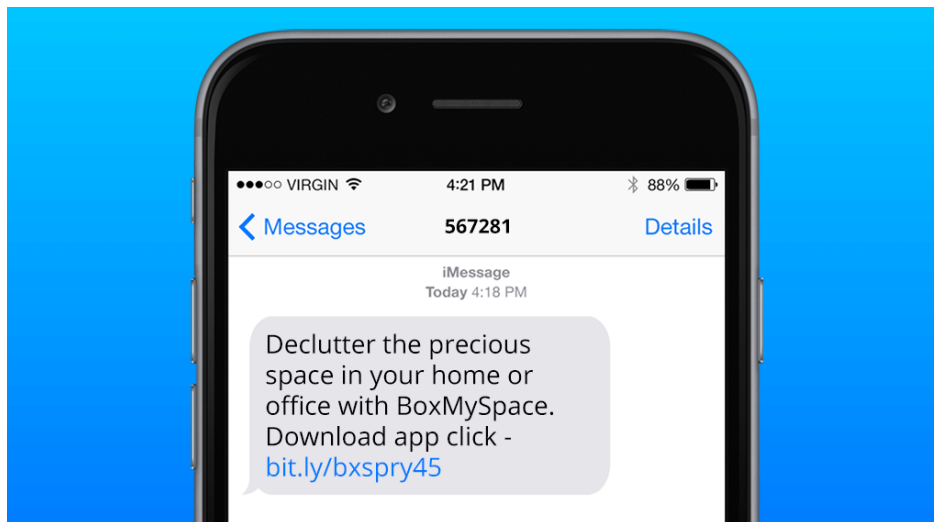 VIRGIN 4:21 PM 88%
Messages 567281 Details
iMessage
Today 4:18 PM
Declutter the precious
space in your home or
office with BoxMySpace.
Download app click -
bit.ly/bxspry45